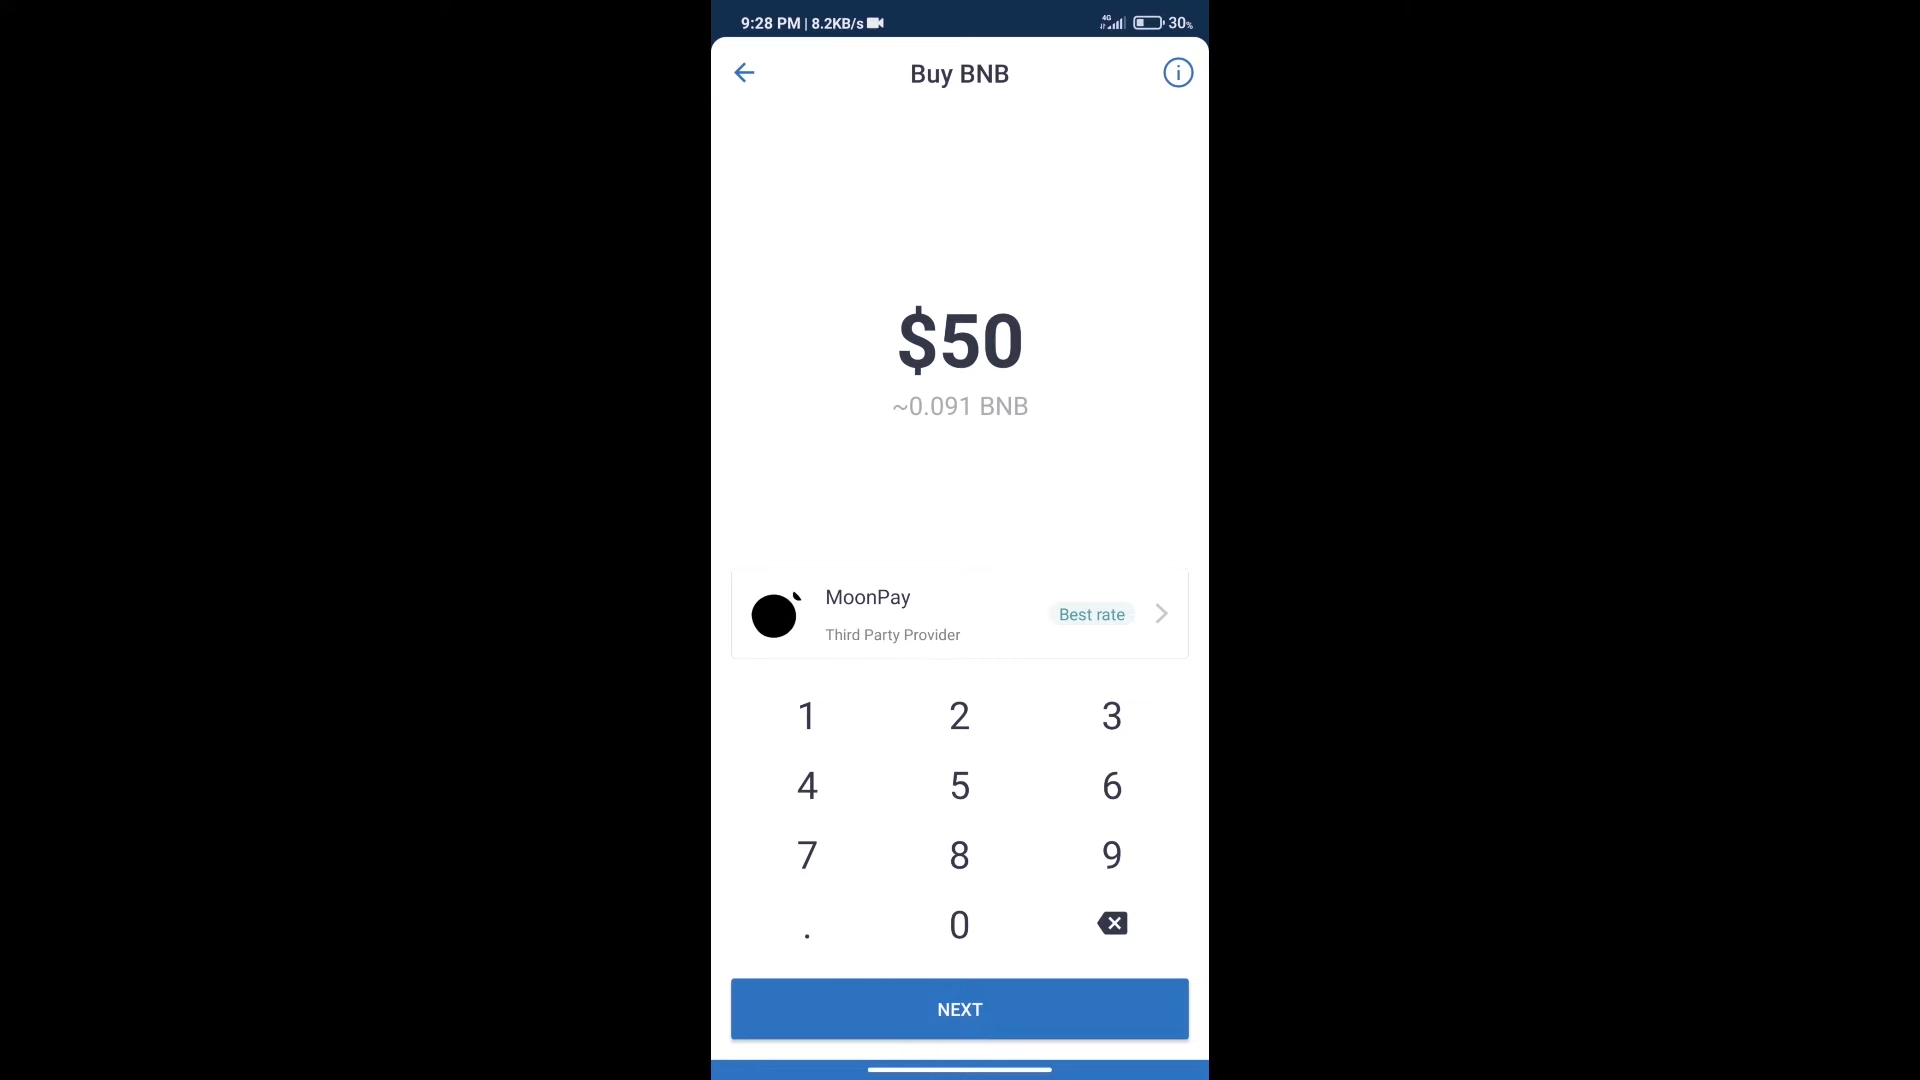 9:28 PM | 8.2KB/s 4G 30%
Buy BNB
$50
~0.091 BNB
MoonPay
Best rate
Third Party Provider
1 2 3
4 5 6
7 8 9
. 0
NEXT